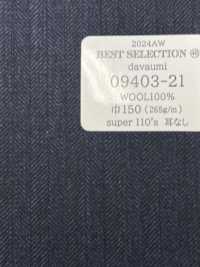 2024AW
BEST SELECTION ®
davaumi
09403-21
WOOL100%
巾150 (265g/m)
super 110's 耳なし